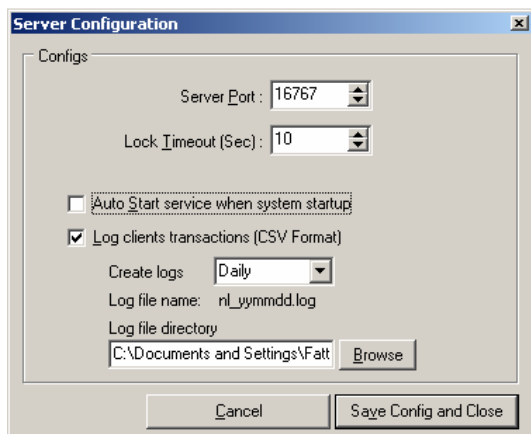 Server Configuration
Configs
Server Port : 16767
Lock Timeout (Sec) : 10
Auto Start service when system startup
Log clients transactions (CSV Format)
Create logs Daily
Log file name: nl_yymmdd.log
Log file directory
C:\Documents and Settings\Fatt Browse
Cancel Save Config and Close